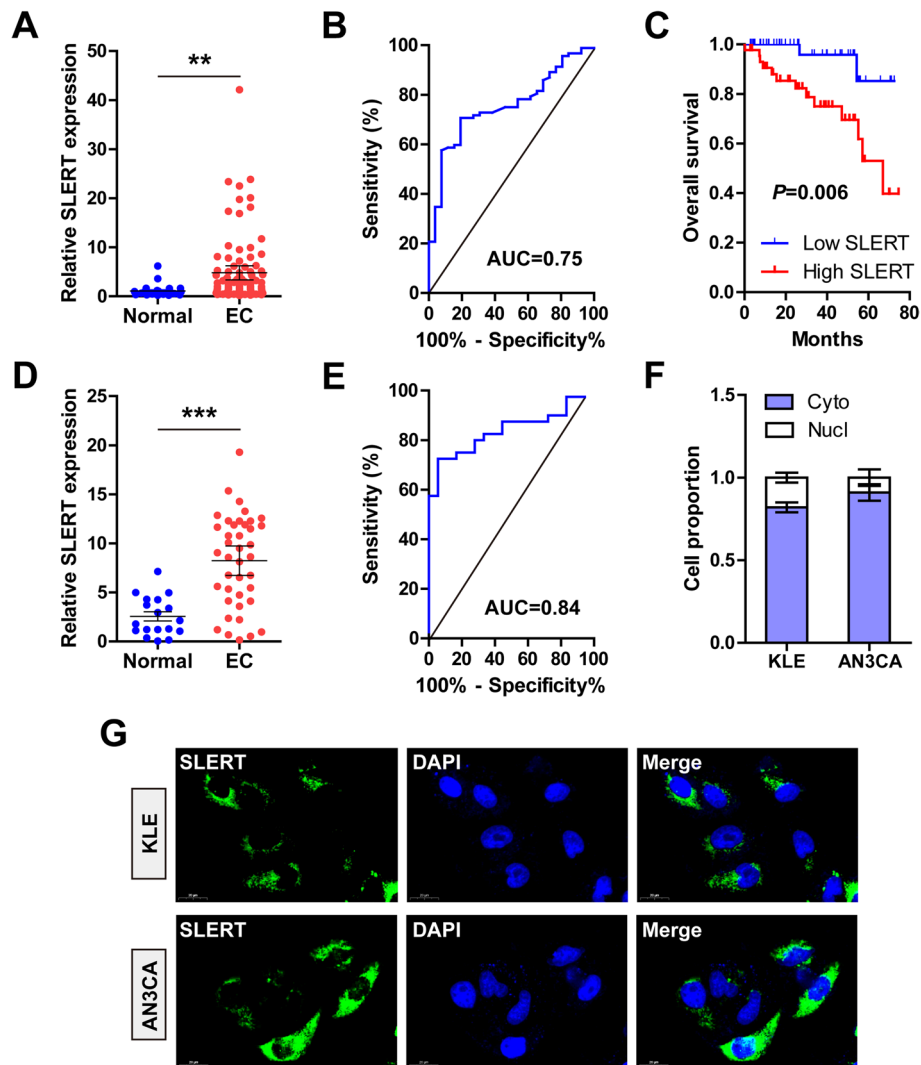 A
Relative SLERT expression
50
40
30
20
10
0
**
Normal
EC
B
Sensitivity (%)
100
80
60
40
20
0
AUC=0.75
0
20
40
60
80
100
100% - Specificity%
C
Overall survival
1.0
0.8
0.6
0.4
0.2
0.0
P=0.006
Low SLERT
High SLERT
0
20
40
60
80
Months
D
Relative SLERT expression
25
20
15
10
5
0
***
Normal
EC
E
Sensitivity (%)
100
80
60
40
20
0
AUC=0.84
0
20
40
60
80
100
100% - Specificity%
F
Cell proportion
1.5
1.0
0.5
0.0
Cyto
Nucl
KLE
AN3CA
G
KLE
SLERT
DAPI
Merge
AN3CA
SLERT
DAPI
Merge